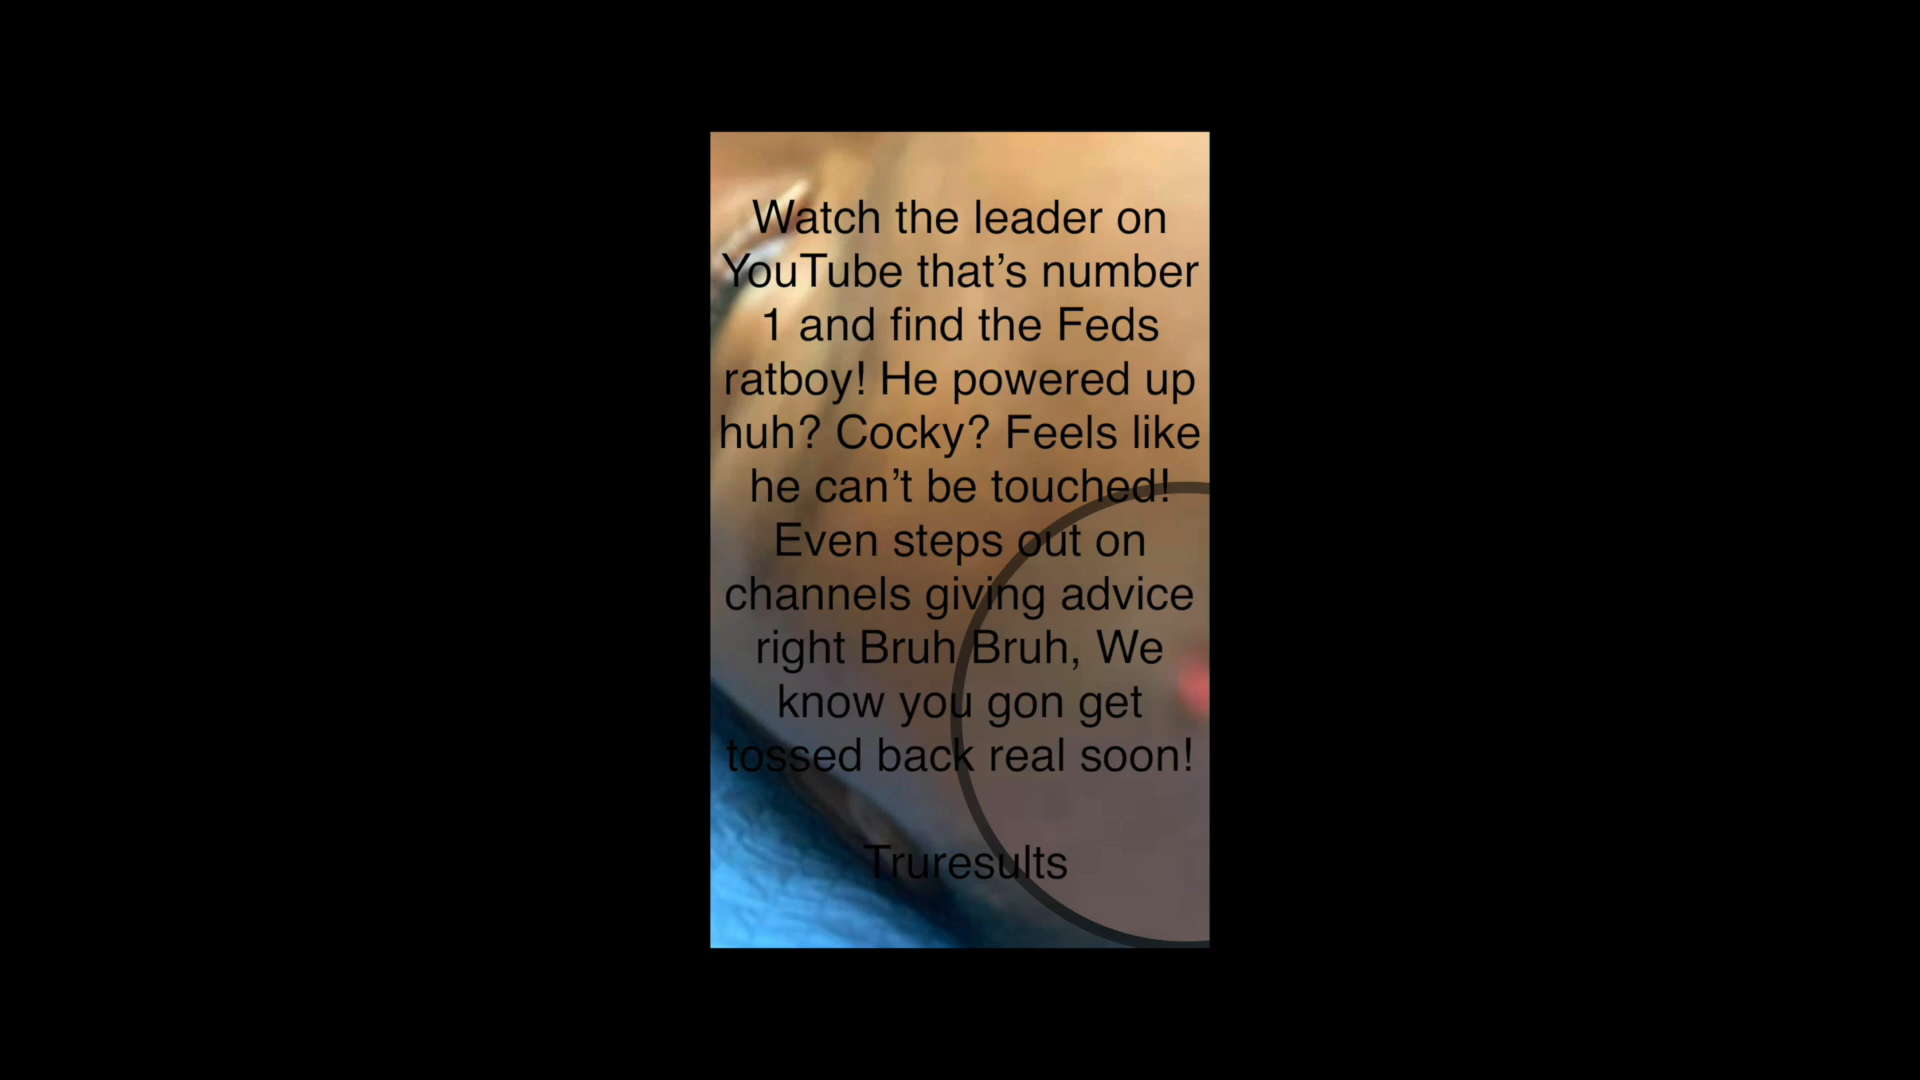 Watch the leader on
YouTube that’s number
1 and find the Feds
ratboy! He powered up
huh? Cocky? Feels like
he can’t be touched!
Even steps out on
channels giving advice
right Bruh Bruh, We
know you gon get
tossed back real soon!
Truresults